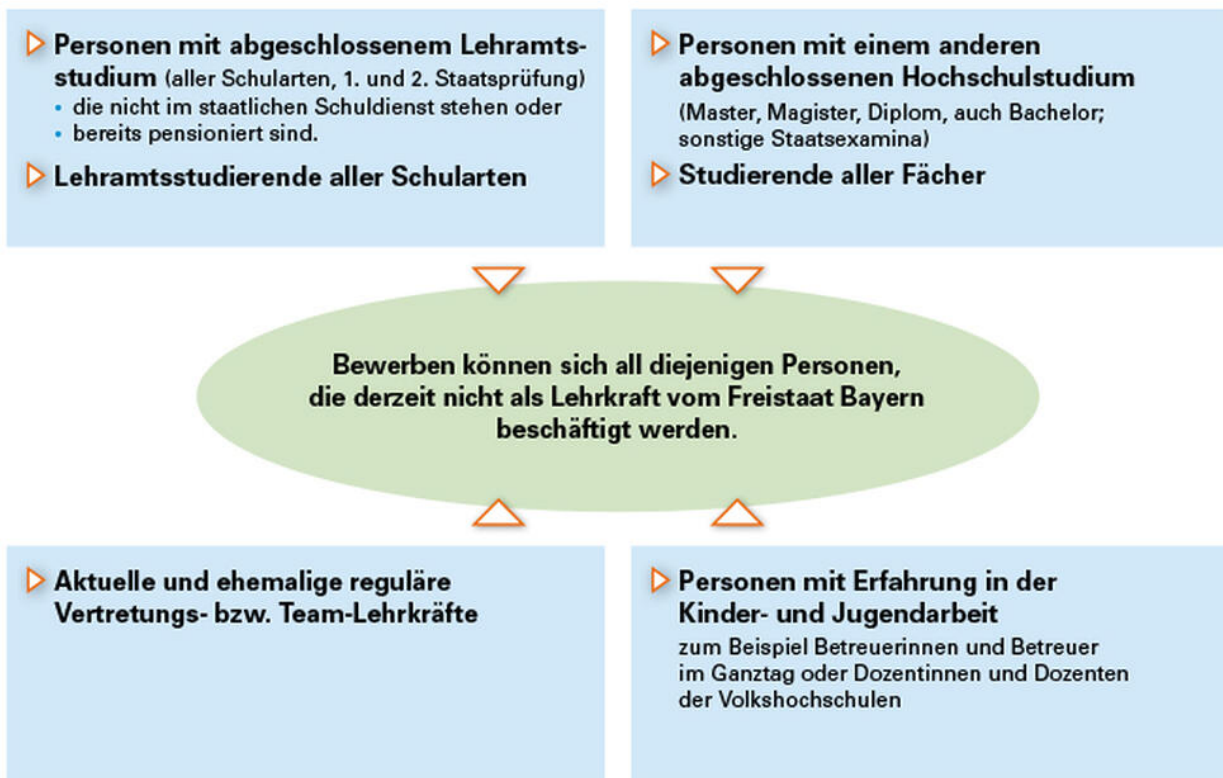 Personen mit abgeschlossenem Lehramts-
studium (aller Schularten, 1. und 2. Staatsprüfung)
• die nicht im staatlichen Schuldienst stehen oder
• bereits pensioniert sind.
Lehramtsstudierende aller Schularten
Personen mit einem anderen
abgeschlossenen Hochschulstudium
(Master, Magister, Diplom, auch Bachelor;
sonstige Staatsexamina)
Studierende aller Fächer
Bewerben können sich all diejenigen Personen,
die derzeit nicht als Lehrkraft vom Freistaat Bayern
beschäftigt werden.
Aktuelle und ehemalige reguläre
Vertretungs- bzw. Team-Lehrkräfte
Personen mit Erfahrung in der
Kinder- und Jugendarbeit
zum Beispiel Betreuerinnen und Betreuer
im Ganztag oder Dozentinnen und Dozenten
der Volkshochschulen